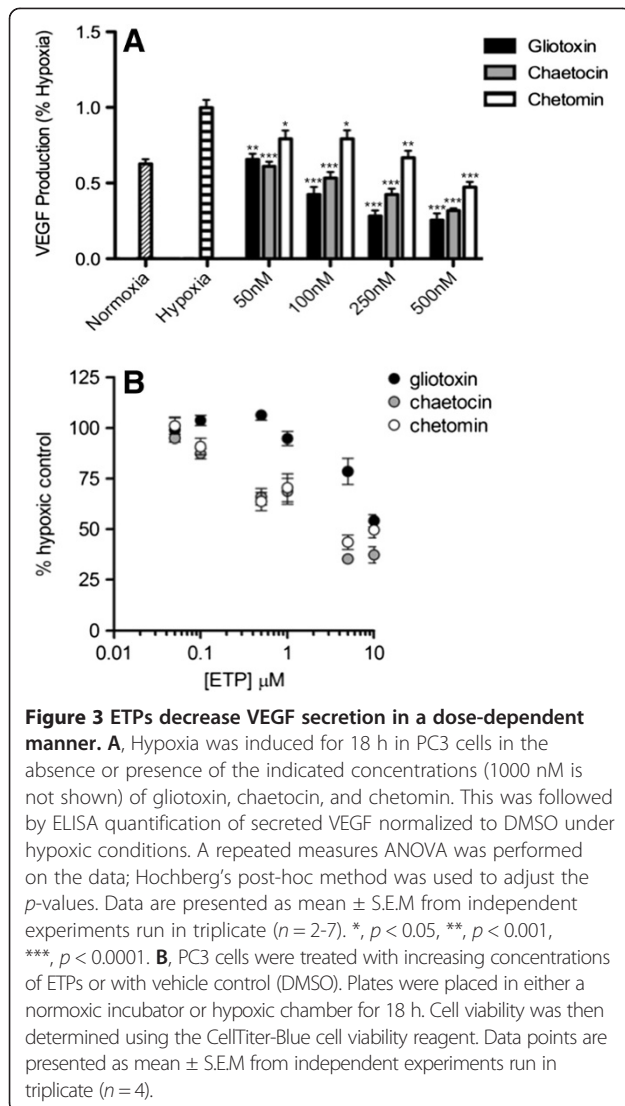 A
Gliotoxin
Chaetocin
Chetomin
VEGF Production (% Hypoxia)
1.5
1.0
0.5
0.0
** *** *
*** *** *
*** *** **
*** *** ***
Normoxia
Hypoxia
50nM
100nM
250nM
500nM
B
gliotoxin
chaetocin
chetomin
% hypoxic control
125
100
75
50
25
0
0.01 0.1 1 10
[ETP] μM
Figure 3 ETPs decrease VEGF secretion in a dose-dependent
manner. A, Hypoxia was induced for 18 h in PC3 cells in the
absence or presence of the indicated concentrations (1000 nM is
not shown) of gliotoxin, chaetocin, and chetomin. This was followed
by ELISA quantification of secreted VEGF normalized to DMSO under
hypoxic conditions. A repeated measures ANOVA was performed
on the data; Hochberg's post-hoc method was used to adjust the
p-values. Data are presented as mean ± S.E.M from independent
experiments run in triplicate (n = 2-7). *, p < 0.05, **, p < 0.001,
***, p < 0.0001. B, PC3 cells were treated with increasing concentrations
of ETPs or with vehicle control (DMSO). Plates were placed in either a
normoxic incubator or hypoxic chamber for 18 h. Cell viability was then
determined using the CellTiter-Blue cell viability reagent. Data points are
presented as mean ± S.E.M from independent experiments run in
triplicate (n = 4).